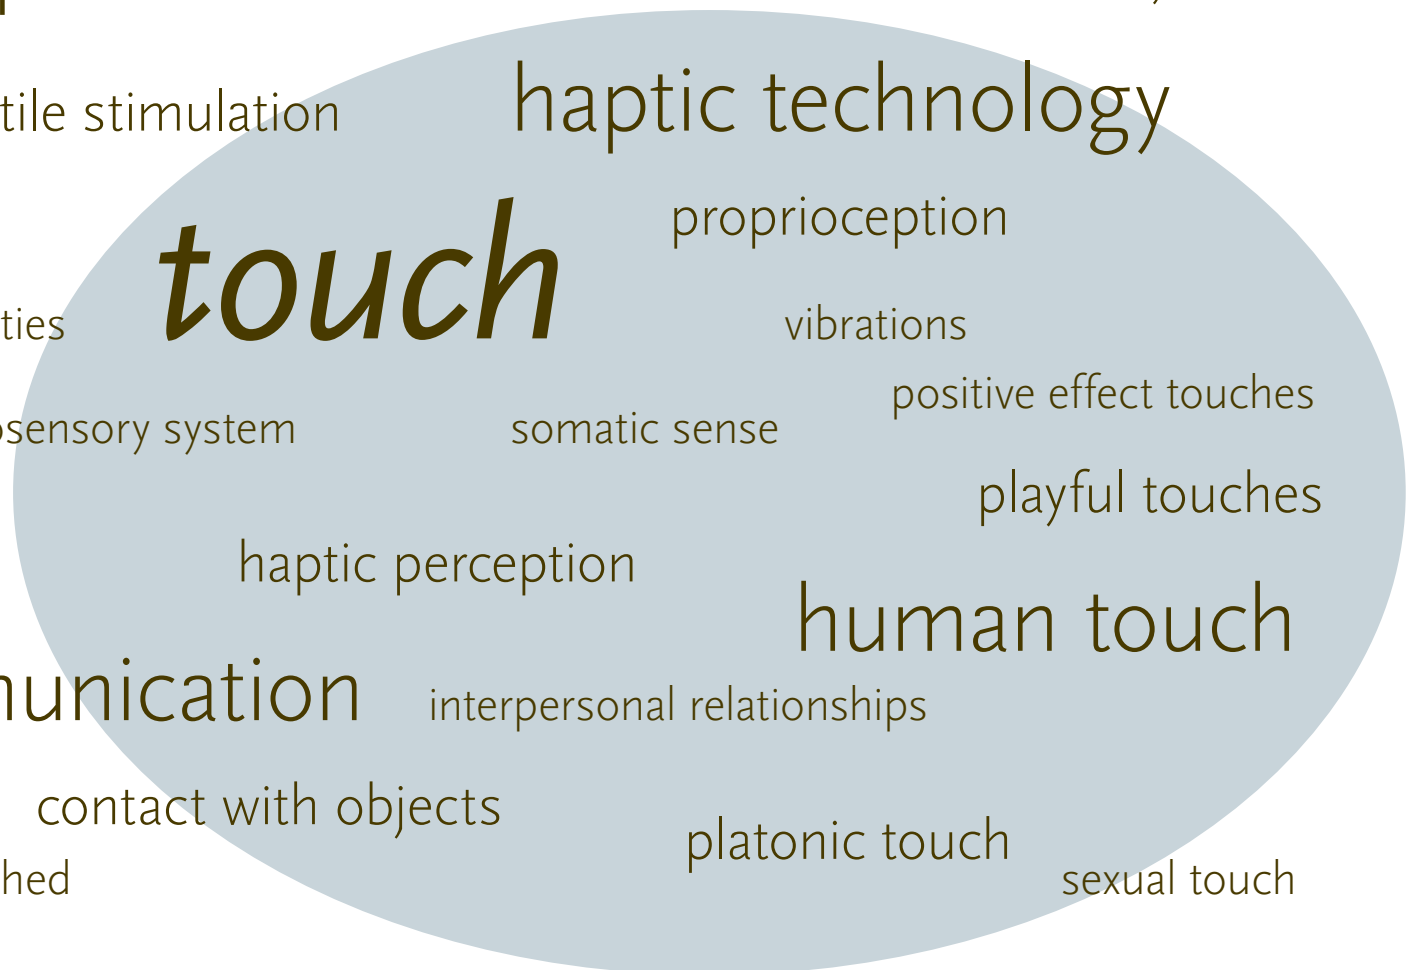 tile stimulation
haptic technology
touch
proprioception
ties
vibrations
positive effect touches
osensory system
somatic sense
playful touches
haptic perception
human touch
unication
interpersonal relationships
contact with objects
platonic touch
hed
sexual touch